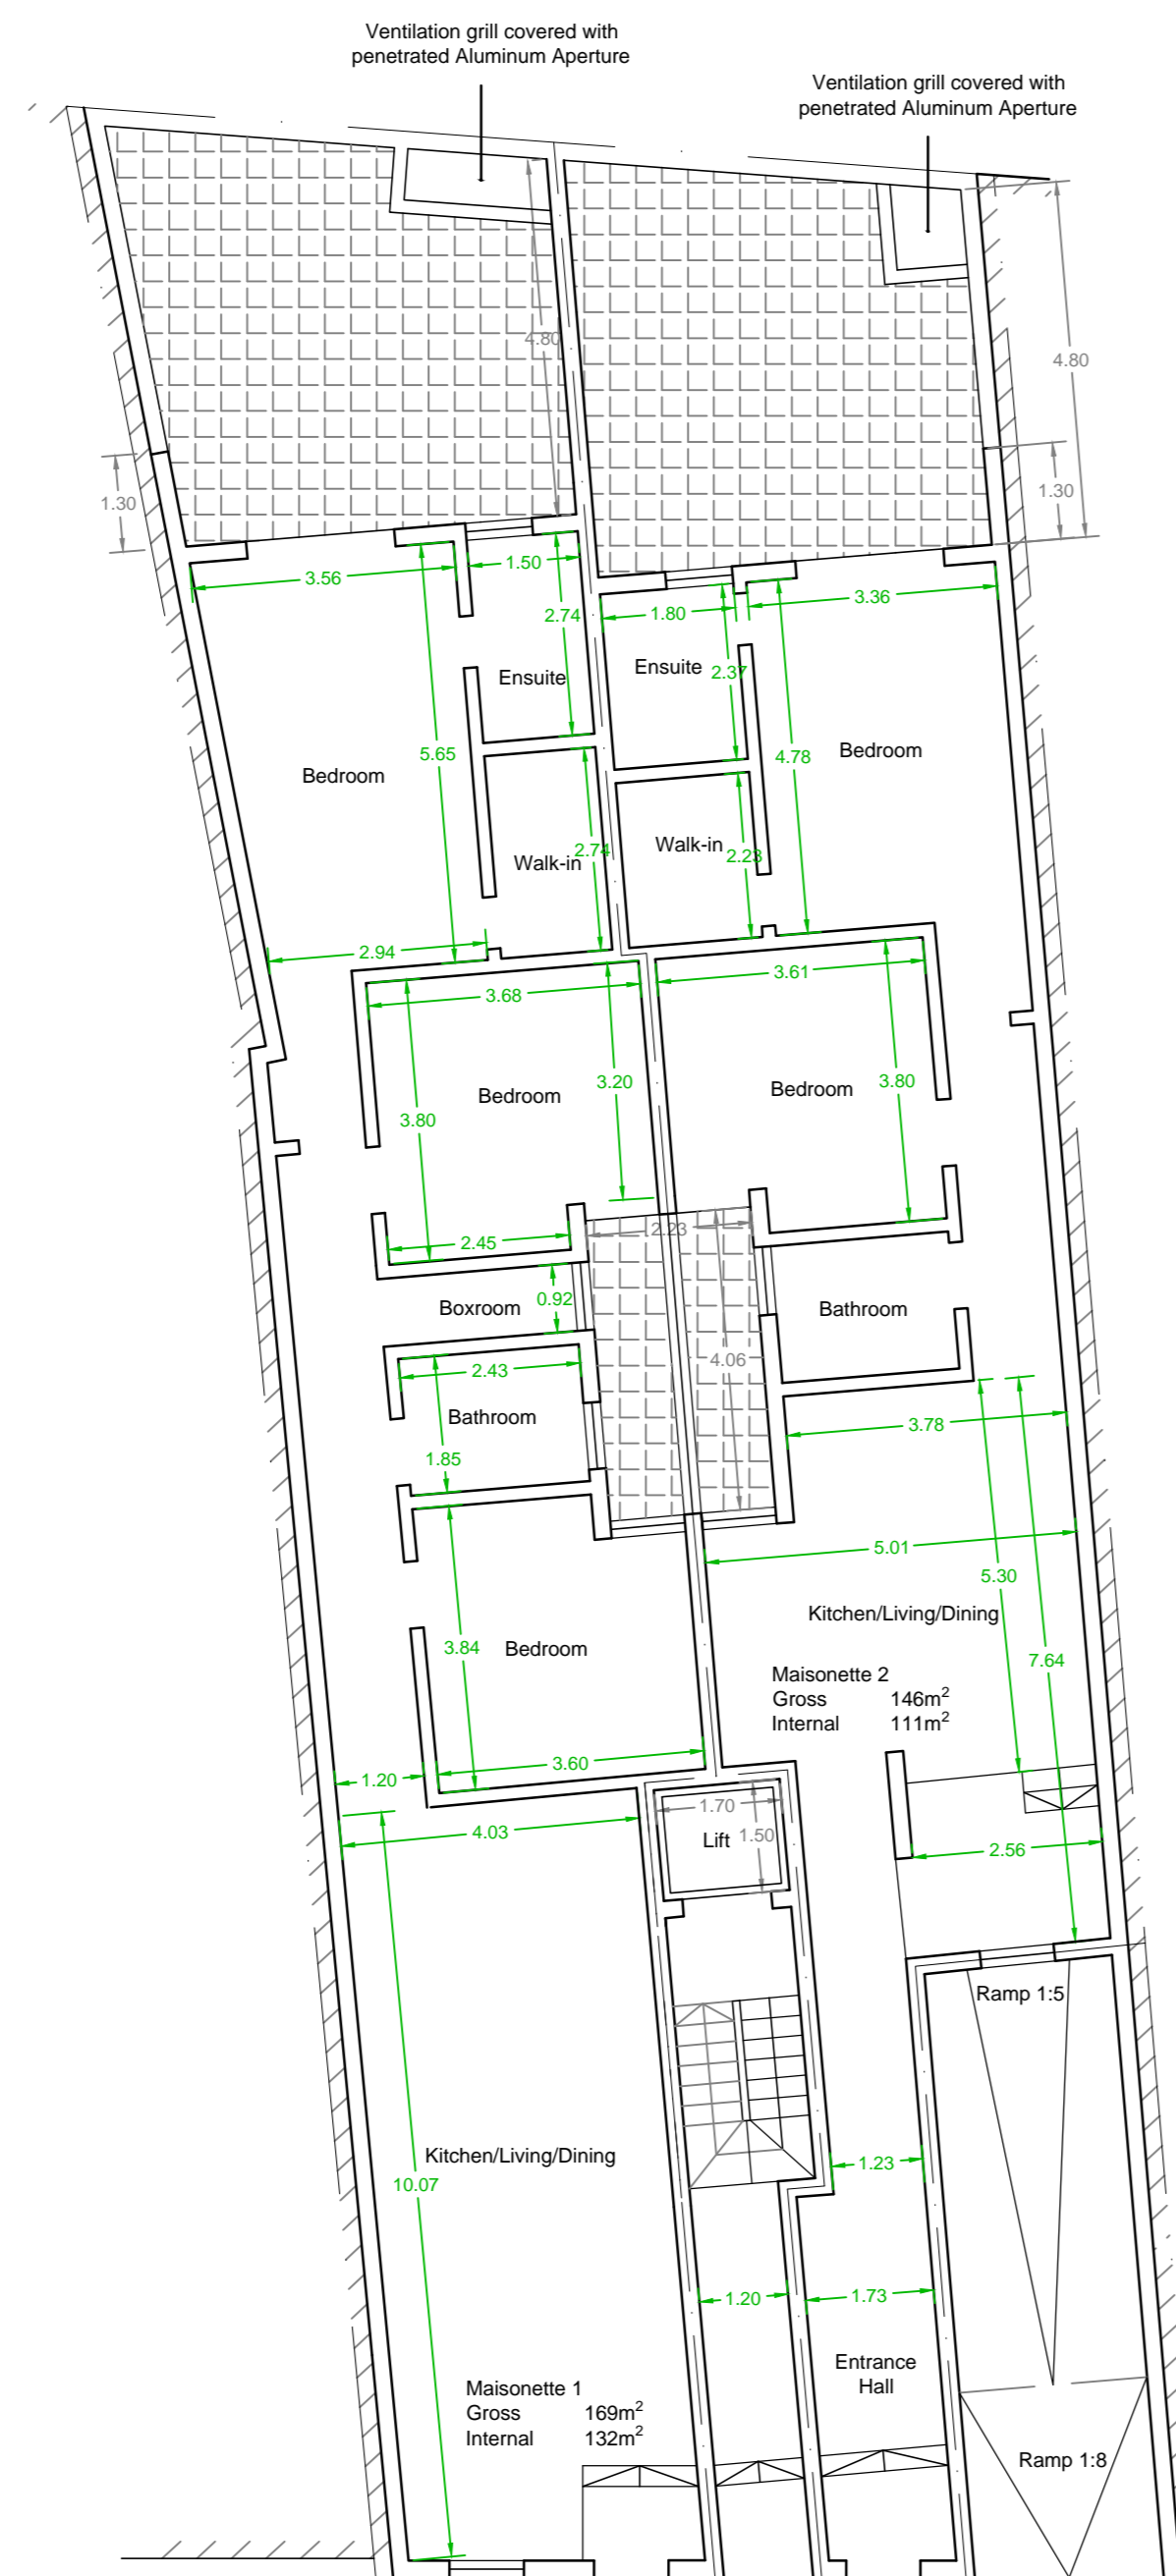 Ventilation grill covered with
penetrated Aluminum Aperture
Ventilation grill covered with
penetrated Aluminum Aperture
4.80
4.80
1.30
1.30
3.56
1.50
2.74
1.80
3.36
2.37
Ensuite
Ensuite
5.65
4.78
Bedroom
Bedroom
Walk-in
2.74
Walk-in
2.23
2.94
3.68
3.61
3.20
3.80
Bedroom
Bedroom
3.80
2.23
2.45
0.92
Boxroom
Bathroom
4.06
2.43
Bathroom
1.85
3.78
5.01
5.30
Kitchen/Living/Dining
3.84
Bedroom
7.64
Maisonette 2
Gross 146m²
Internal 111m²
3.60
1.20
4.03
1.70
Lift
1.50
2.56
Ramp 1:5
Kitchen/Living/Dining
10.07
1.23
1.20
1.73
Entrance
Hall
Maisonette 1
Gross 169m²
Internal 132m²
Ramp 1:8